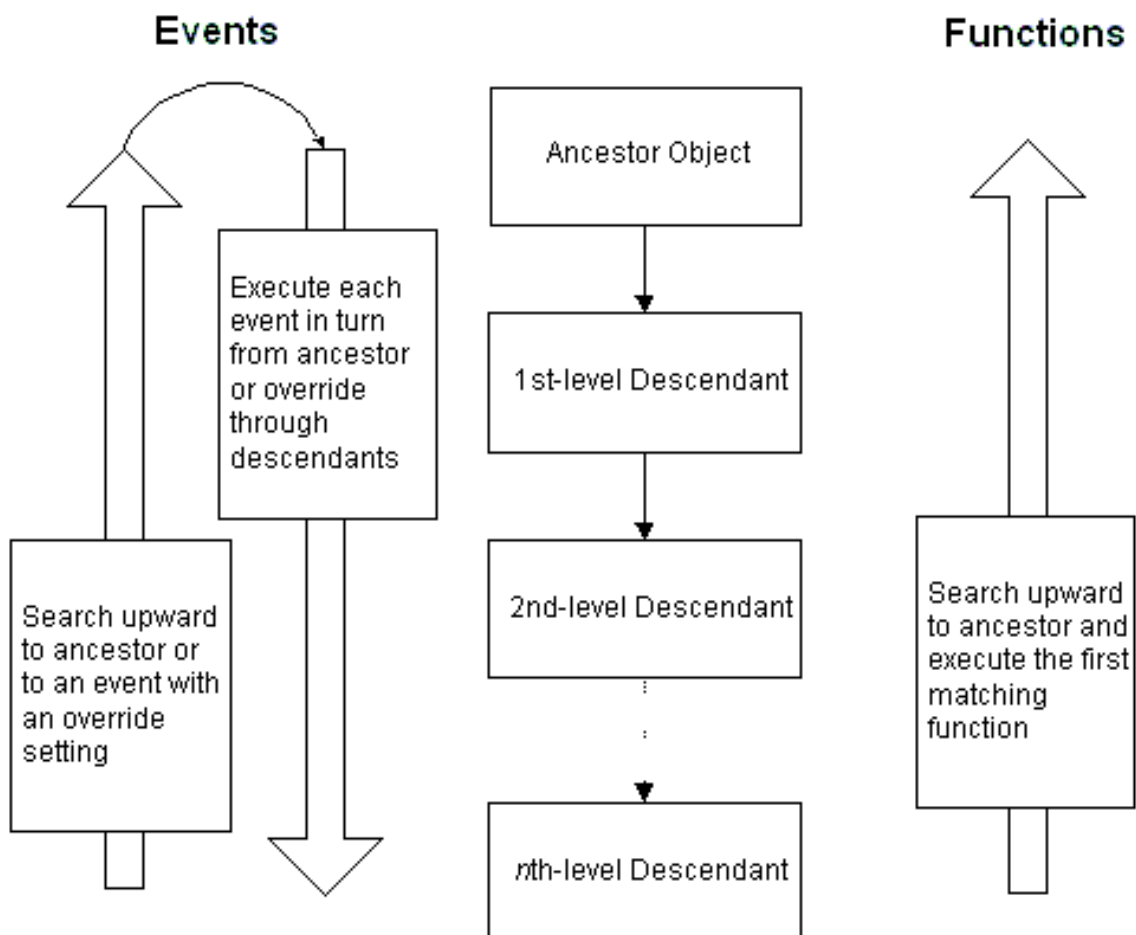 Events
Functions
Ancestor Object
Execute each
event in turn
from ancestor
or override
through
descendants
1st-level Descendant
Search upward
to ancestor or
to an event with
an override
setting
2nd-level Descendant
Search upward
to ancestor and
execute the first
matching
function
nth-level Descendant